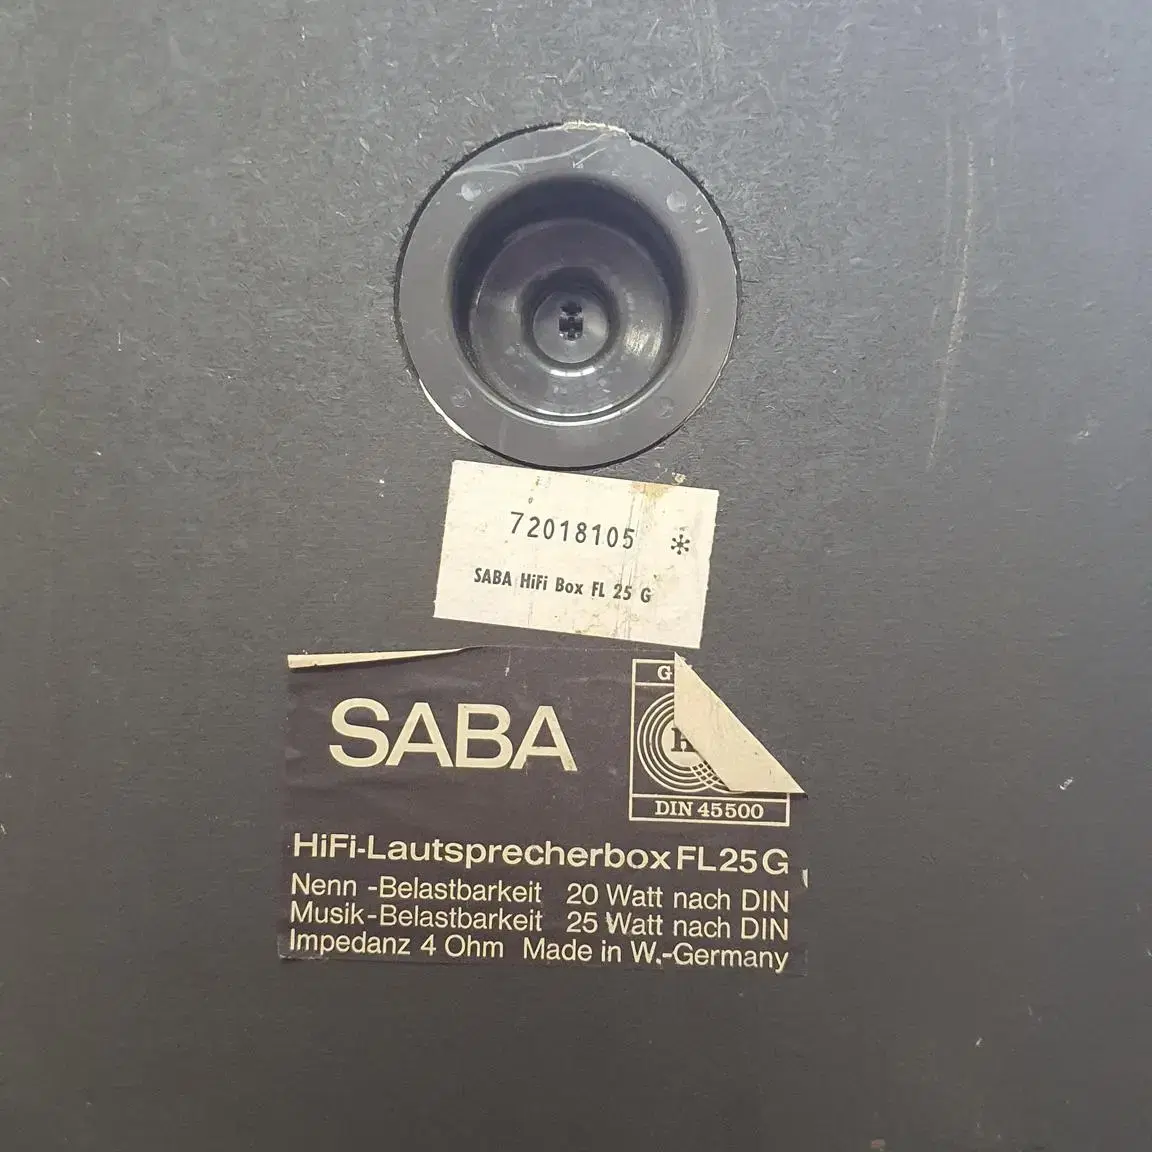 72018105 *
SABA HiFi Box FL 25 G
SABA
DIN 45500
HiFi-Lautsprecherbox FL25G
Nenn -Belastbarkeit 20 Watt nach DIN
Musik-Belastbarkeit 25 Watt nach DIN
Impedanz 4 Ohm Made in W.-Germany